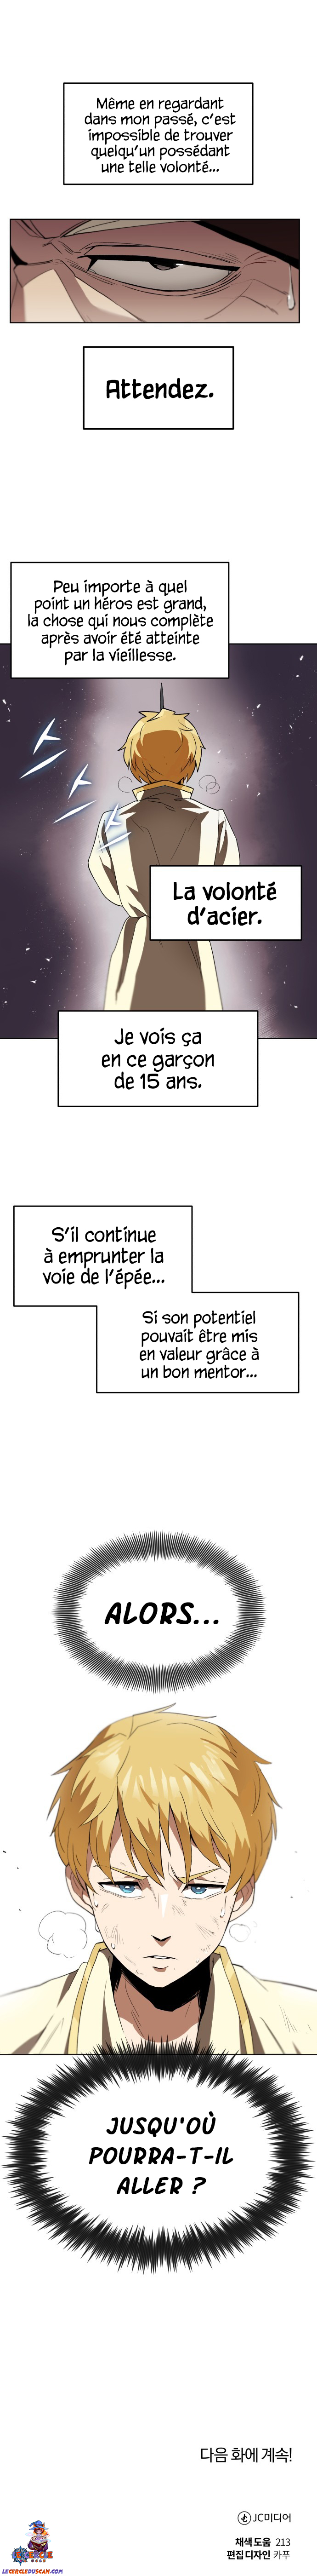 Même en regardant
dans mon passé, c'est
impossible de trouver
quelqu'un possédant
une telle volonté...
Attendez.
Peu importe à quel
point un héros est grand,
la chose qui nous complète
après avoir été atteinte
par la vieillesse.
La volonté
d'acier.
Je vois ça
en ce garçon
de 15 ans.
S'il continue
à emprunter la
voie de l'épée...
Si son potentiel
pouvait être mis
en valeur grâce à
un bon mentor...
ALORS...
JUSQU'OÙ
POURRA-T-IL
ALLER ?
다음 화에 계속!
JC미디어
채색 도움 213
편집 디자인 카푸
LECERCLEDUSCAN.COM